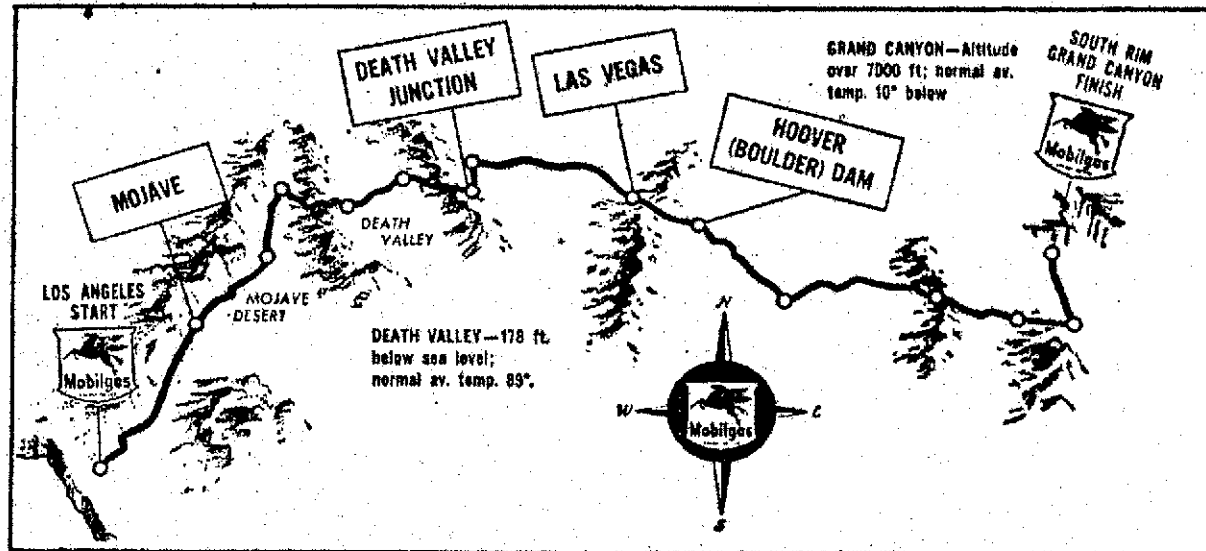 DEATH VALLEY
JUNCTION
LAS VEGAS
GRAND CANYON—Altitude
over 7000 ft; normal av.
temp. 10° below
SOUTH RIM
GRAND CANYON
FINISH
Mobilgas
HOOVER
(BOULDER) DAM
MOJAVE
DEATH
VALLEY
LOS ANGELES
START
Mobilgas
MOJAVE
DESERT
DEATH VALLEY—178 ft.
below sea level;
normal av. temp. 89°.
N
W
E
S
Mobilgas